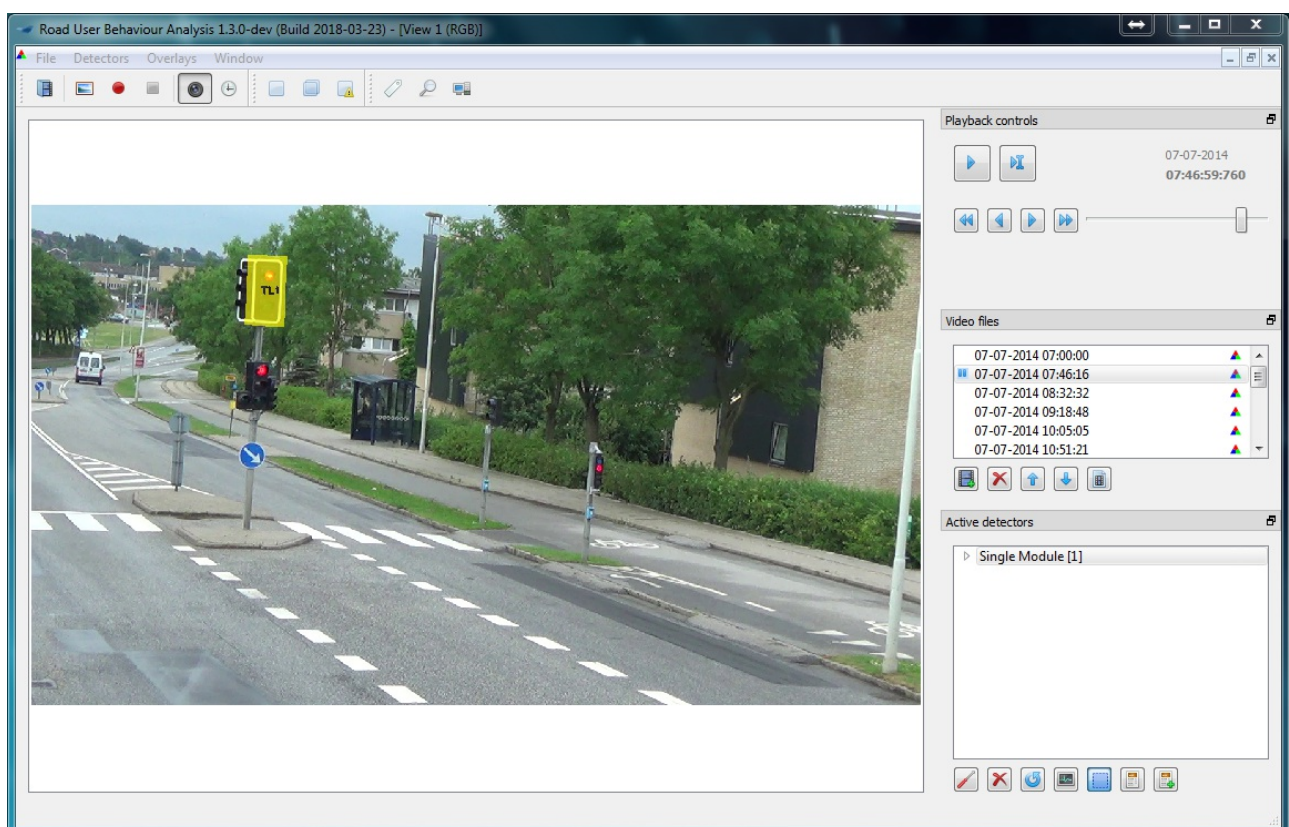 Road User Behaviour Analysis 1.3.0-dev (Build 2018-03-23) - [View 1 (RGB)]
File Detectors Overlays Window
Playback controls
07-07-2014
07:46:59:760
TL1
Video files
07-07-2014 07:00:00
07-07-2014 07:46:16
07-07-2014 08:32:32
07-07-2014 09:18:48
07-07-2014 10:05:05
07-07-2014 10:51:21
Active detectors
Single Module [1]